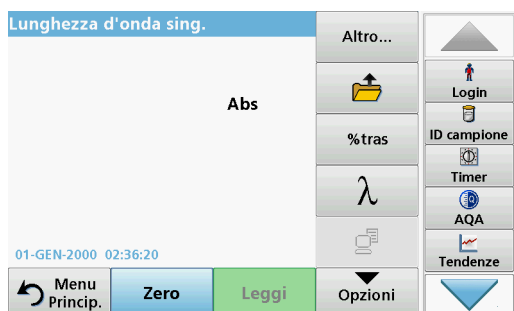 Lunghezza d'onda sing.
Abs
01-GEN-2000 02:36:20
Menu
Princip.
Zero
Leggi
Altro...
%tras
λ
Opzioni
Login
ID campione
Timer
AQA
Tendenze